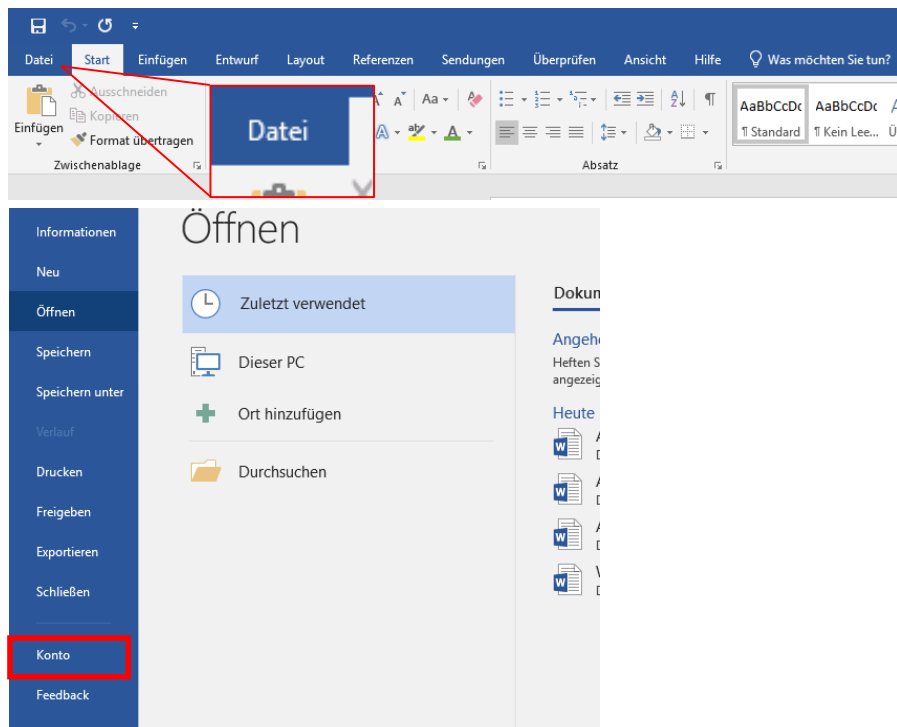 Datei Start Einfügen Entwurf Layout Referenzen Sendungen Überprüfen Ansicht Hilfe Was möchten Sie tun?
Ausschneiden
Kopieren
Einfügen
Format übertragen
Zwischenablage
Datei
Aa
Absatz
AaBbCcDc AaBbCcDc
¶ Standard ¶ Kein Lee...
Informationen
Neu
Öffnen
Speichern
Speichern unter
Verlauf
Drucken
Freigeben
Exportieren
Schließen
Konto
Feedback
Öffnen
Zuletzt verwendet
Dieser PC
Ort hinzufügen
Durchsuchen
Dokum
Angehe
Heften S
angezeig
Heute